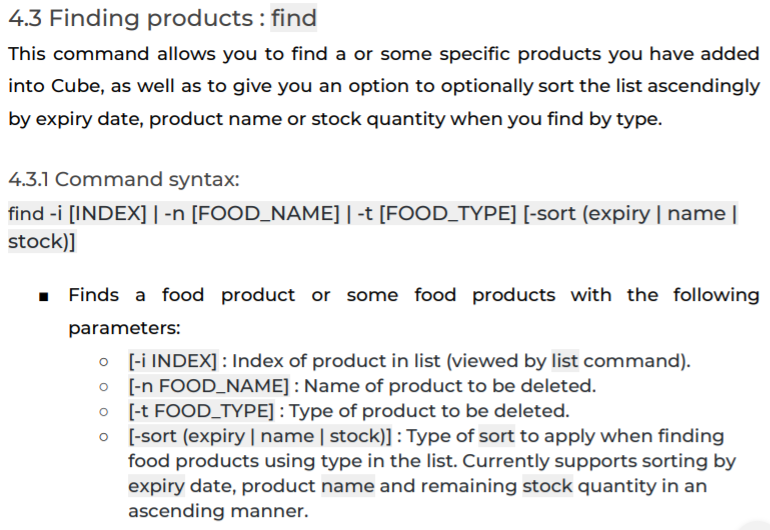 4.3 Finding products : find
This command allows you to find a or some specific products you have added
into Cube, as well as to give you an option to optionally sort the list ascendingly
by expiry date, product name or stock quantity when you find by type.
4.3.1 Command syntax:
find -i [INDEX] | -n [FOOD_NAME] | -t [FOOD_TYPE] [-sort (expiry | name |
stock)]
■ Finds a food product or some food products with the following
parameters:
○ [-i INDEX] : Index of product in list (viewed by list command).
○ [-n FOOD_NAME] : Name of product to be deleted.
○ [-t FOOD_TYPE] : Type of product to be deleted.
○ [-sort (expiry | name | stock)] : Type of sort to apply when finding
food products using type in the list. Currently supports sorting by
expiry date, product name and remaining stock quantity in an
ascending manner.